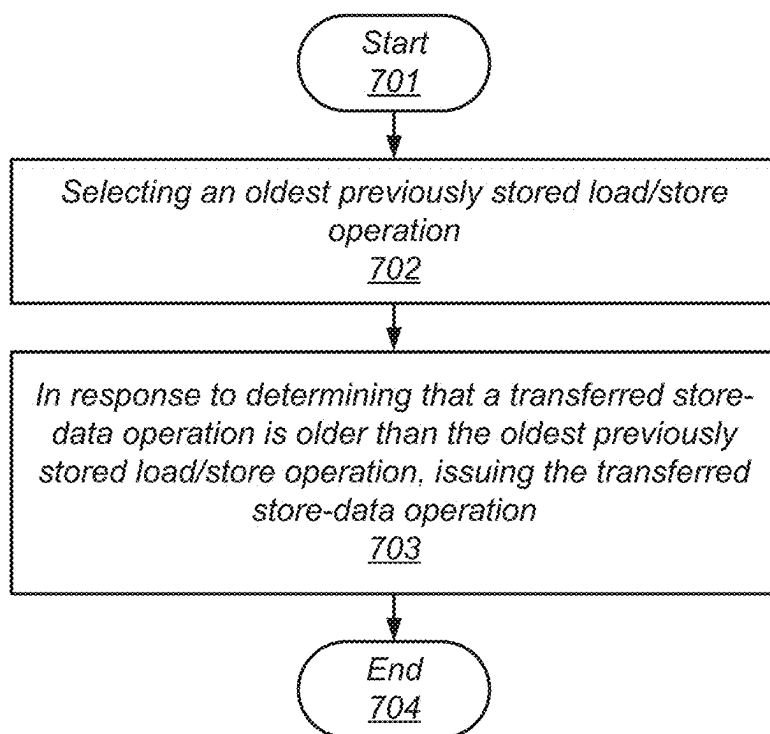 Start
701
Selecting an oldest previously stored load/store
operation
702
In response to determining that a transferred store-
data operation is older than the oldest previously
stored load/store operation, issuing the transferred
store-data operation
703
End
704